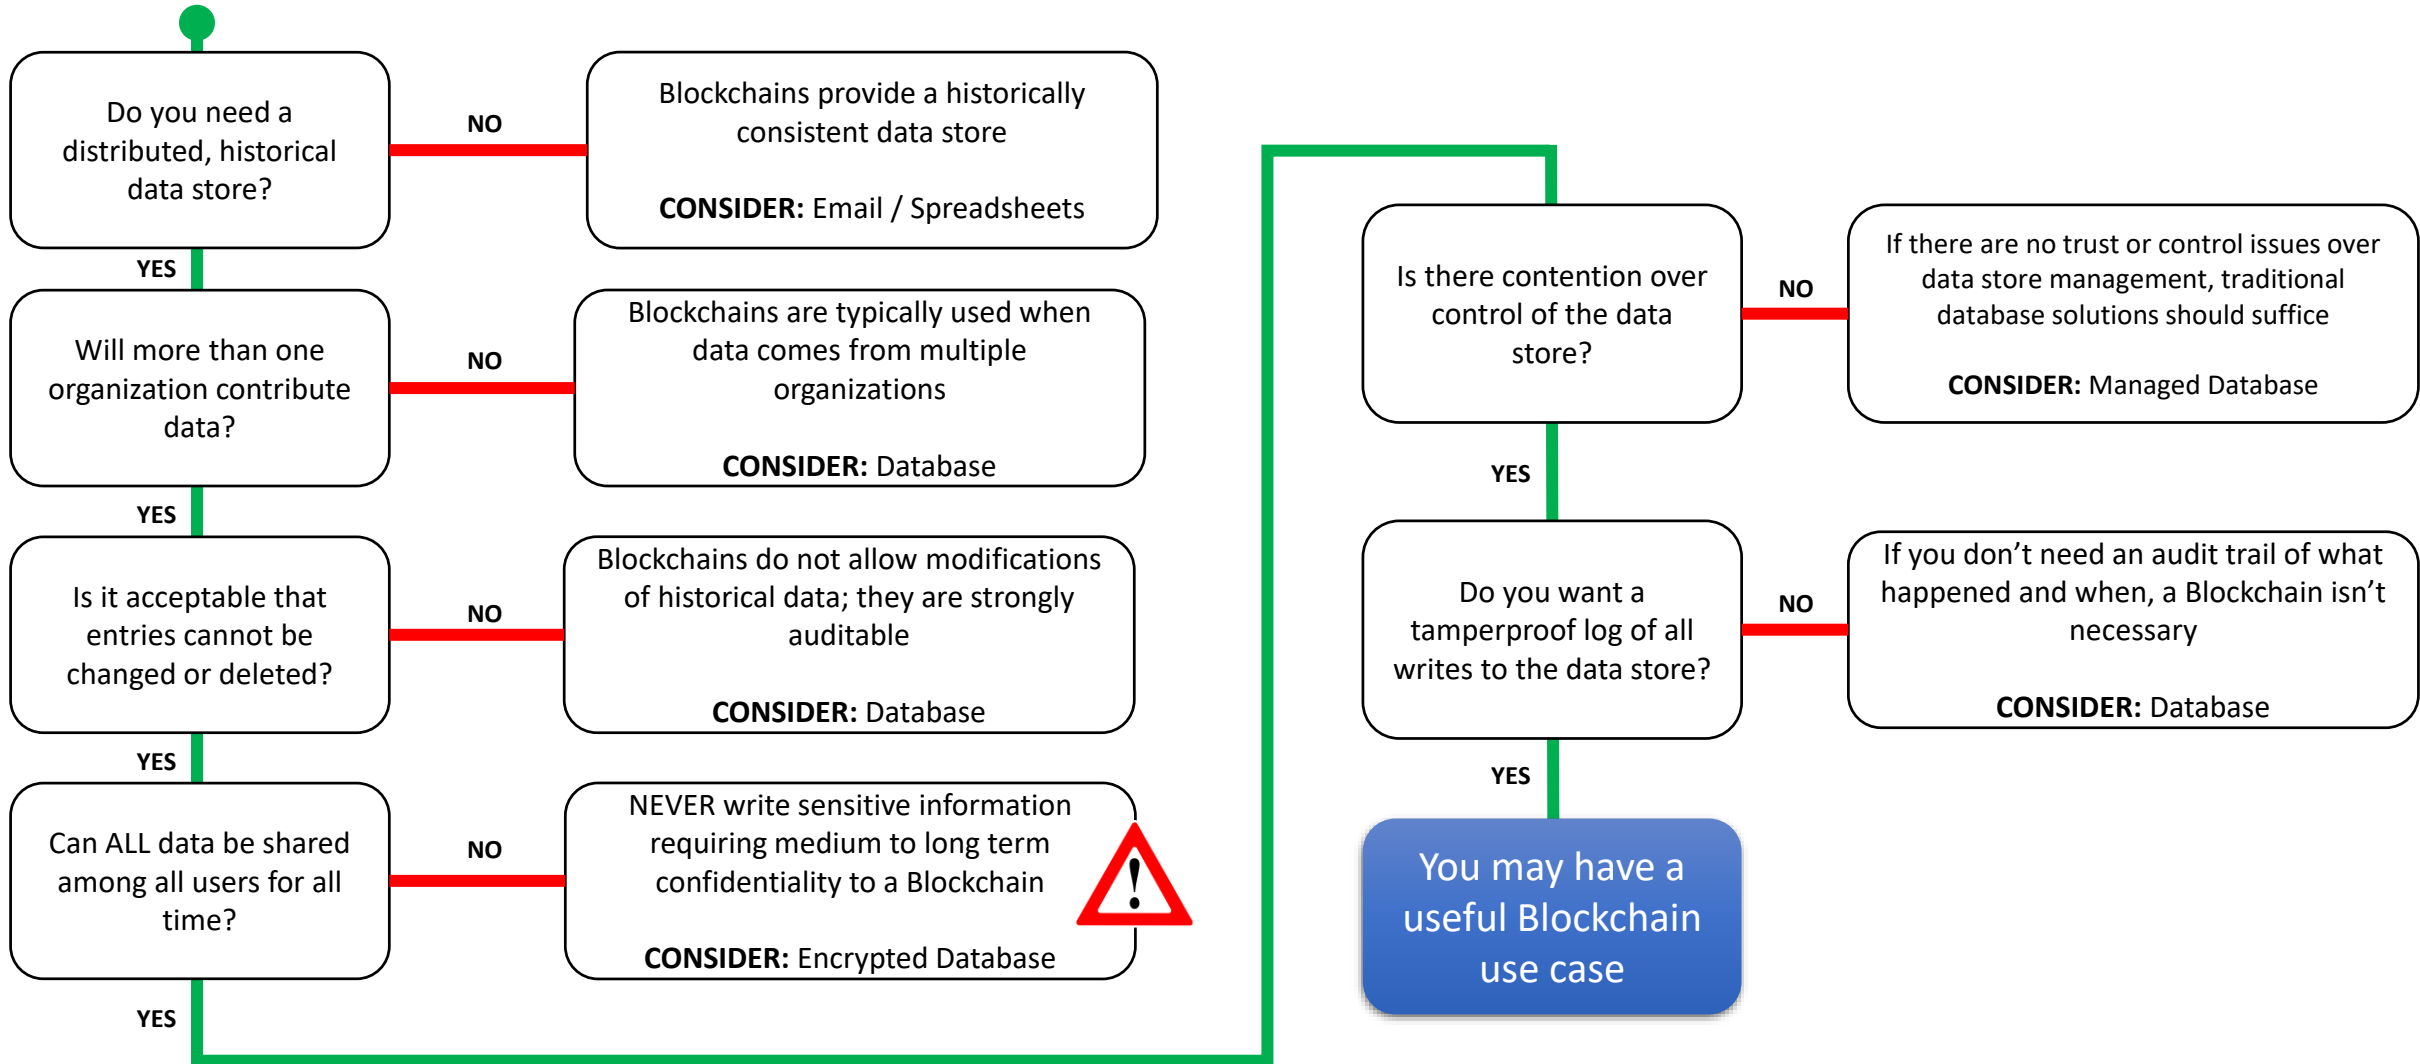 Do you need a
distributed, historical
data store?
NO
Blockchains provide a historically
consistent data store
CONSIDER: Email / Spreadsheets
YES
Will more than one
organization contribute
data?
NO
Blockchains are typically used when
data comes from multiple
organizations
CONSIDER: Database
YES
Is it acceptable that
entries cannot be
changed or deleted?
NO
Blockchains do not allow modifications
of historical data; they are strongly
auditable
CONSIDER: Database
YES
Can ALL data be shared
among all users for all
time?
NO
NEVER write sensitive information
requiring medium to long term
confidentiality to a Blockchain
CONSIDER: Encrypted Database
!
YES
Is there contention over
control of the data
store?
NO
If there are no trust or control issues over
data store management, traditional
database solutions should suffice
CONSIDER: Managed Database
YES
Do you want a
tamperproof log of all
writes to the data store?
NO
If you don’t need an audit trail of what
happened and when, a Blockchain isn’t
necessary
CONSIDER: Database
YES
You may have a
useful Blockchain
use case